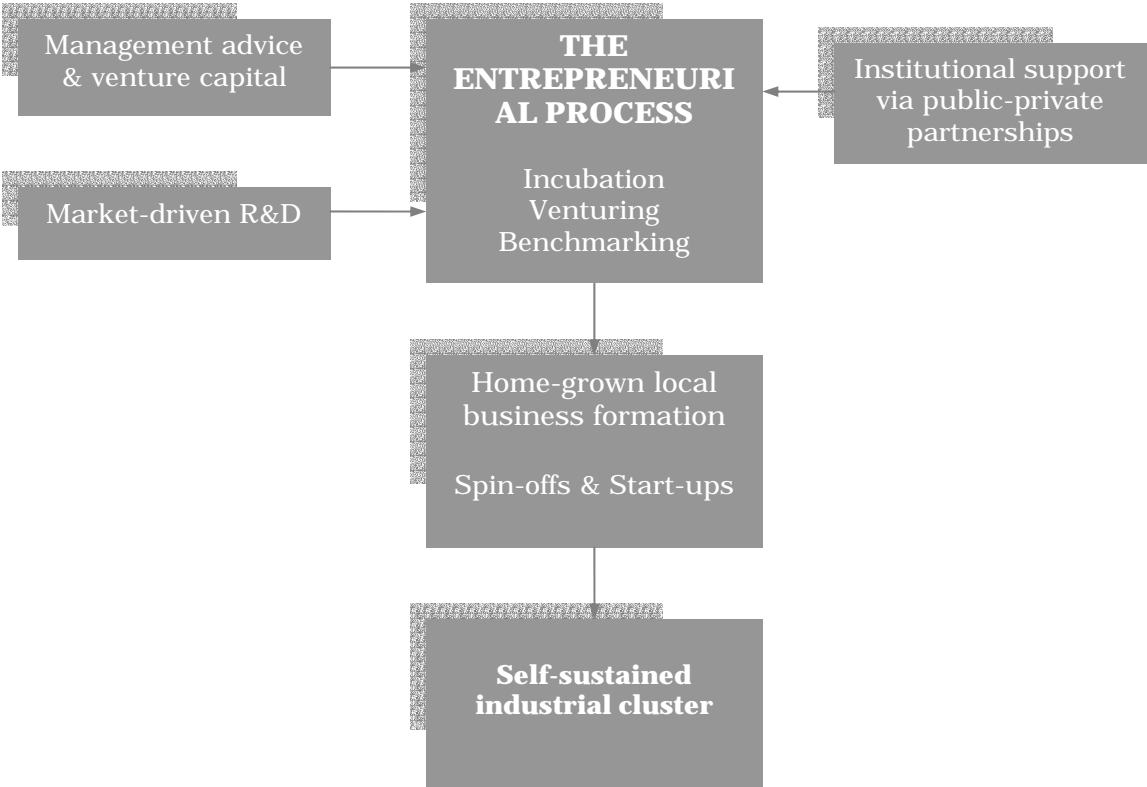 Management advice
& venture capital
THE
ENTREPRENEURI
AL PROCESS
Incubation
Venturing
Benchmarking
Institutional support
via public-private
partnerships
Market-driven R&D
Home-grown local
business formation
Spin-offs & Start-ups
Self-sustained
industrial cluster